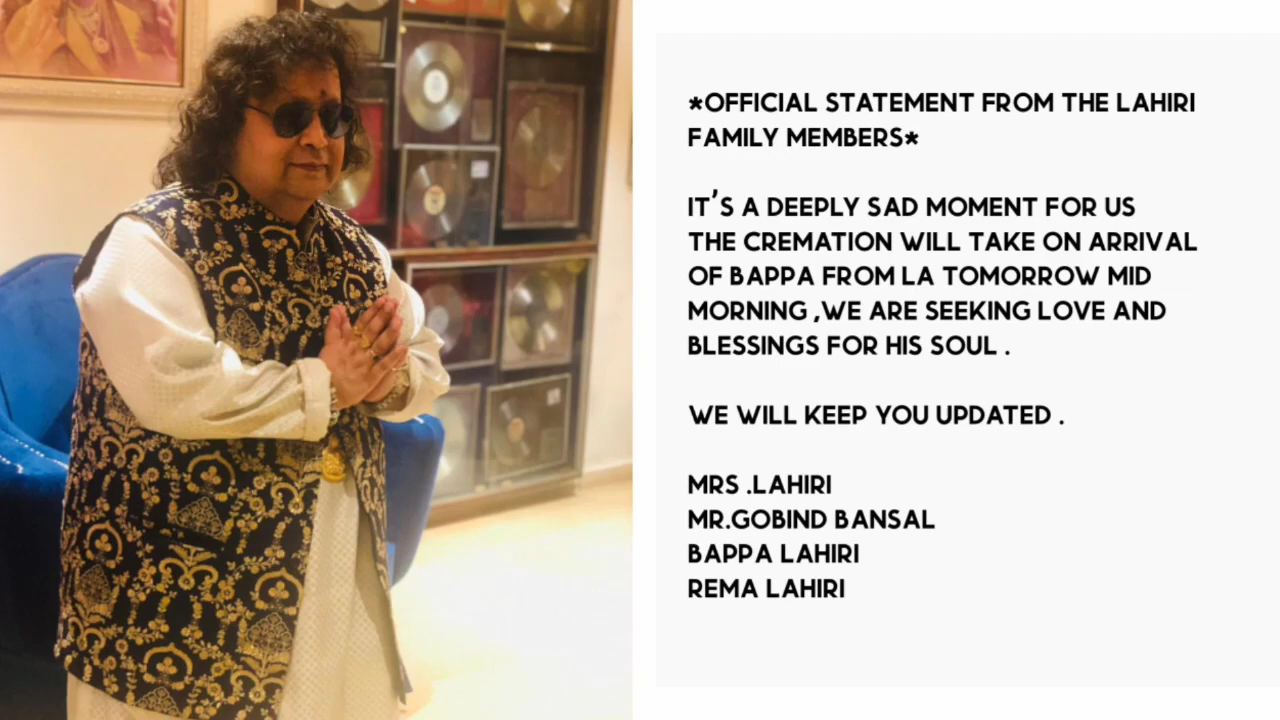 *OFFICIAL STATEMENT FROM THE LAHIRI
FAMILY MEMBERS*
IT'S A DEEPLY SAD MOMENT FOR US
THE CREMATION WILL TAKE ON ARRIVAL
OF BAPPA FROM LA TOMORROW MID
MORNING ,WE ARE SEEKING LOVE AND
BLESSINGS FOR HIS SOUL .
WE WILL KEEP YOU UPDATED .
MRS .LAHIRI
MR.GOBIND BANSAL
BAPPA LAHIRI
REMA LAHIRI